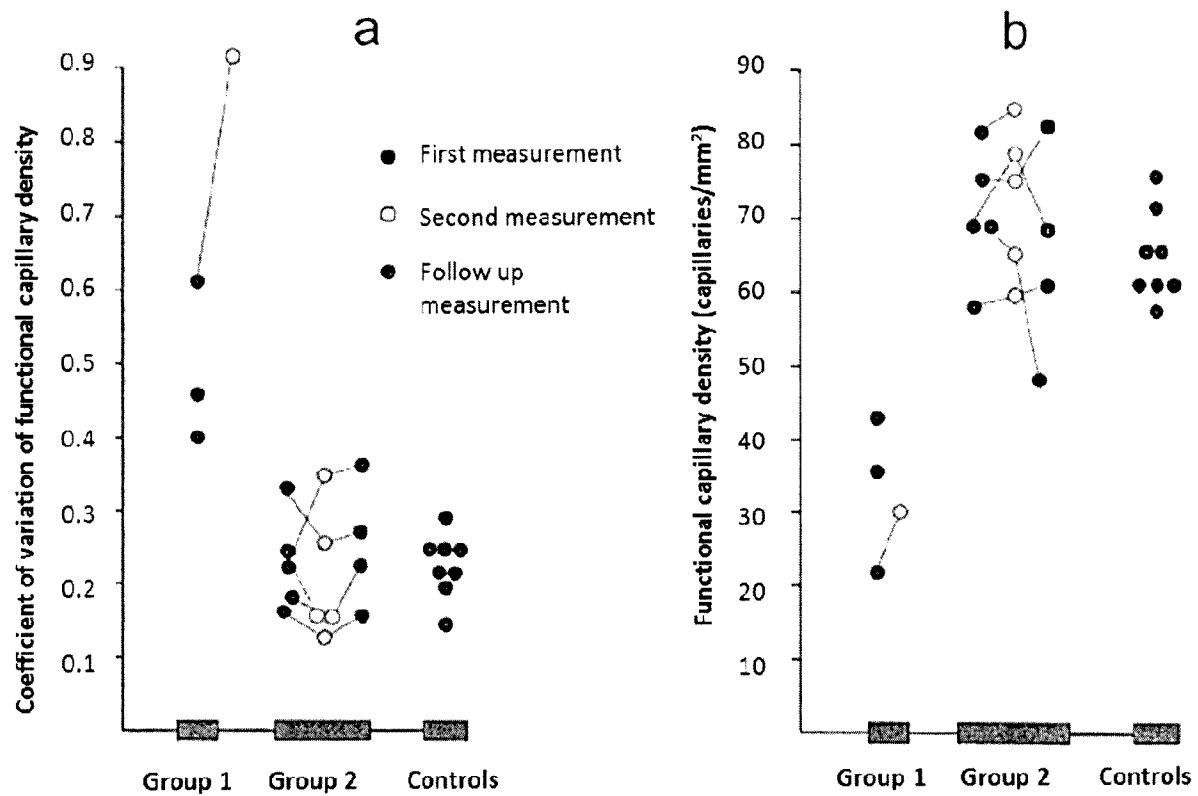 a
Coefficient of variation of functional capillary density
0.9
0.8
0.7
0.6
0.5
0.4
0.3
0.2
0.1
First measurement
Second measurement
Follow up
measurement
Group 1
Group 2
Controls
b
Functional capillary density (capillaries/mm²)
90
80
70
60
50
40
30
20
10
Group 1
Group 2
Controls